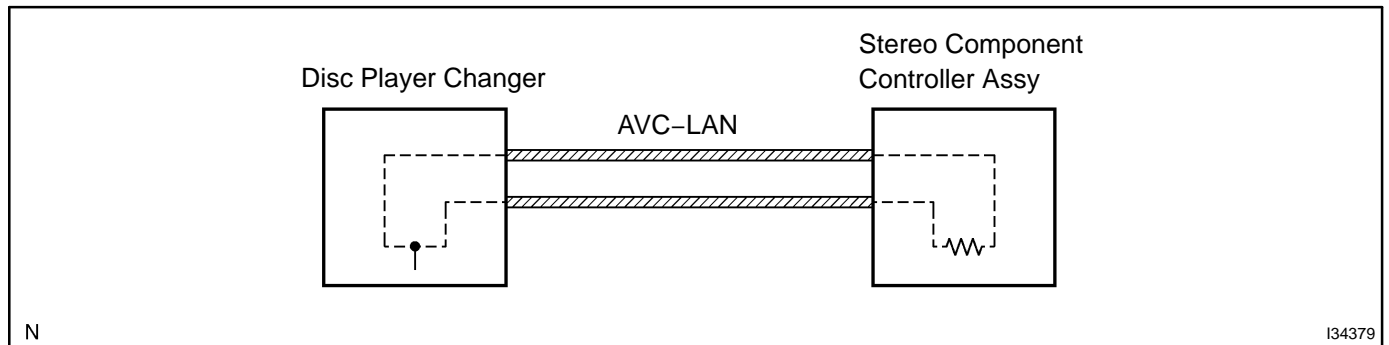 Stereo Component
Controller Assy
Disc Player Changer
AVC−LAN
N
I34379